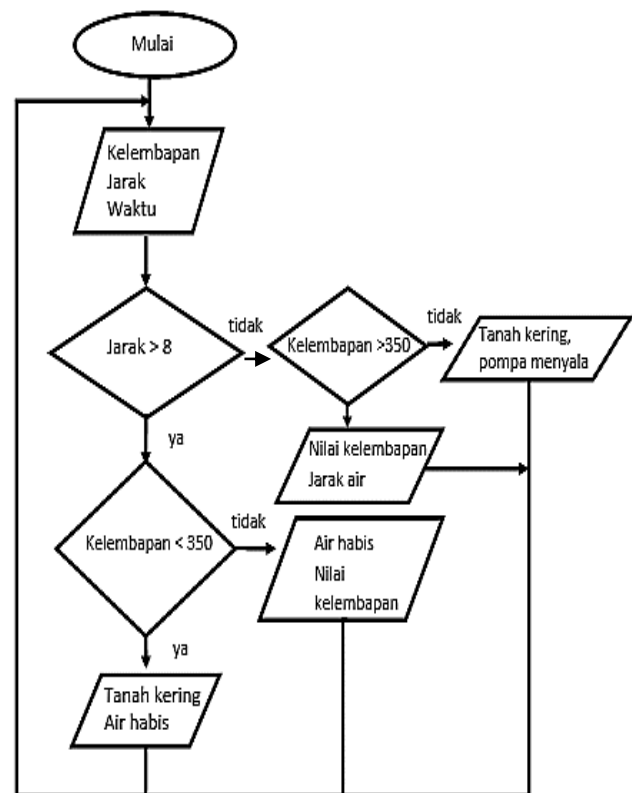 Mulai
Kelembapan
Jarak
Waktu
Jarak > 8
tidak
Kelembapan >350
tidak
Tanah kering,
pompa menyala
Nilai kelembapan
Jarak air
ya
Kelembapan < 350
tidak
Air habis
Nilai
kelembapan
ya
Tanah kering
Air habis